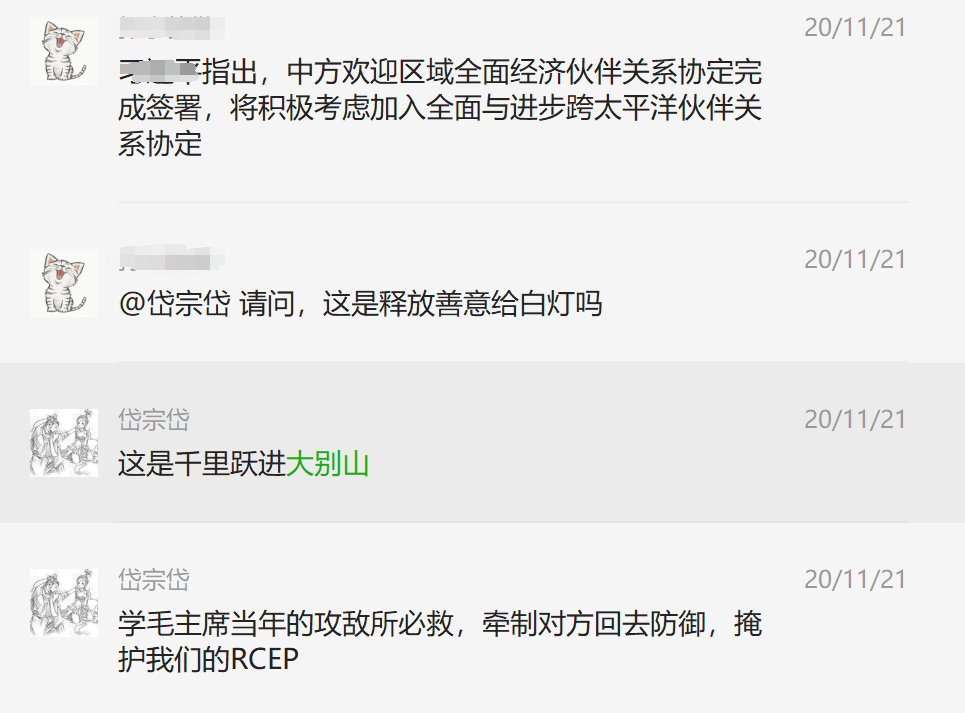 20/11/21
指出，中方欢迎区域全面经济伙伴关系协定完
成签署，将积极考虑加入全面与进步跨太平洋伙伴关
系协定
20/11/21
@岱宗岱 请问，这是释放善意给白灯吗
岱宗岱
20/11/21
这是千里跃进大别山
岱宗岱
20/11/21
学毛主席当年的攻敌所必救，牵制对方回去防御，掩
护我们的RCEP